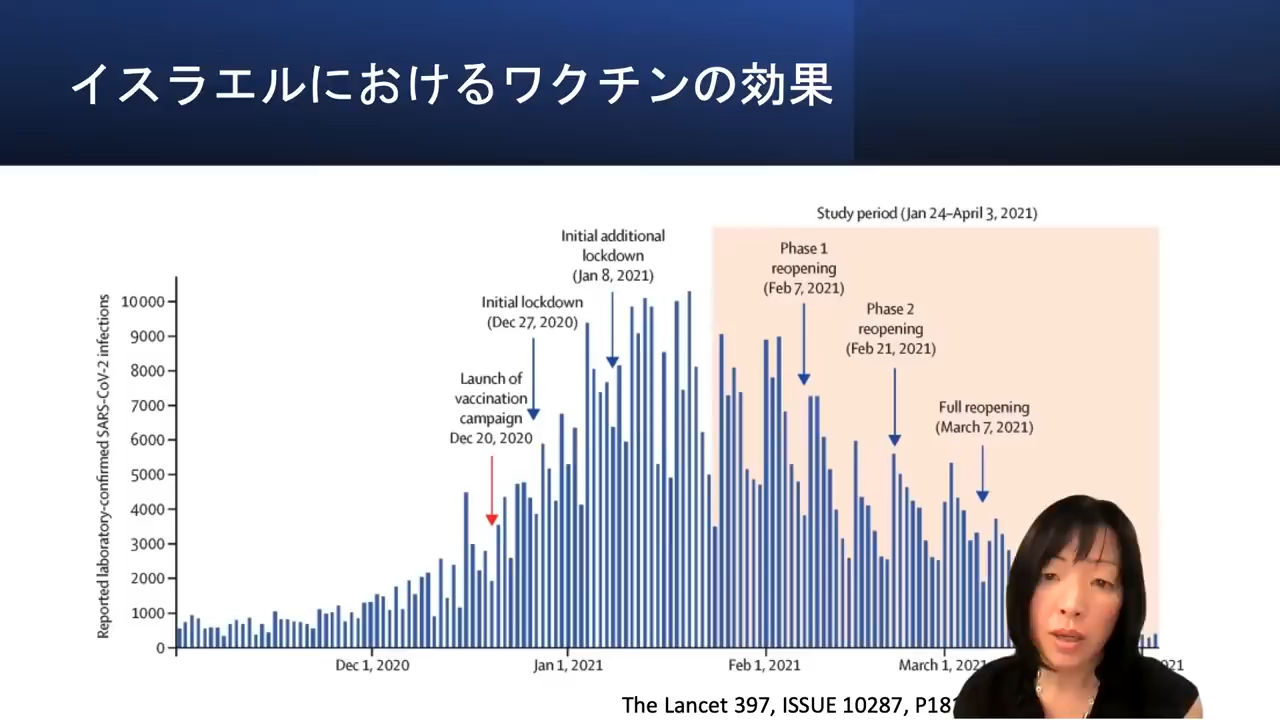 イスラエルにおけるワクチンの効果
Study period (Jan 24–April 3, 2021)
Initial additional
lockdown
(Jan 8, 2021)
Phase 1
reopening
(Feb 7, 2021)
Initial lockdown
(Dec 27, 2020)
Phase 2
reopening
(Feb 21, 2021)
Launch of
vaccination
campaign
Dec 20, 2020
Full reopening
(March 7, 2021)
Reported laboratory-confirmed SARS-CoV-2 infections
10 000
9000
8000
7000
6000
5000
4000
3000
2000
1000
0
Dec 1, 2020
Jan 1, 2021
Feb 1, 2021
March 1, 2021
The Lancet 397, ISSUE 10287,